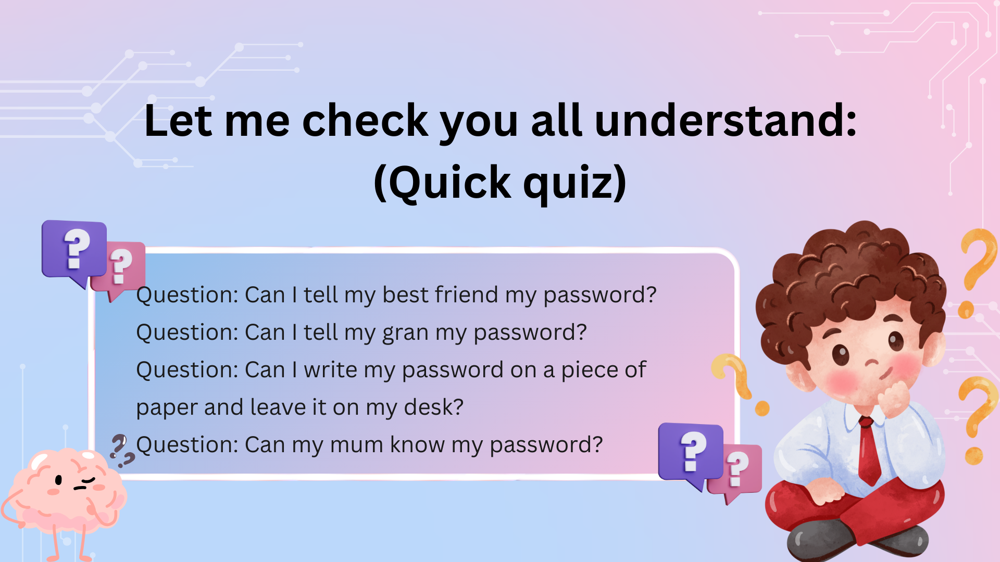 Let me check you all understand:
(Quick quiz)
Question: Can I tell my best friend my password?
Question: Can I tell my gran my password?
Question: Can I write my password on a piece of
paper and leave it on my desk?
Question: Can my mum know my password?